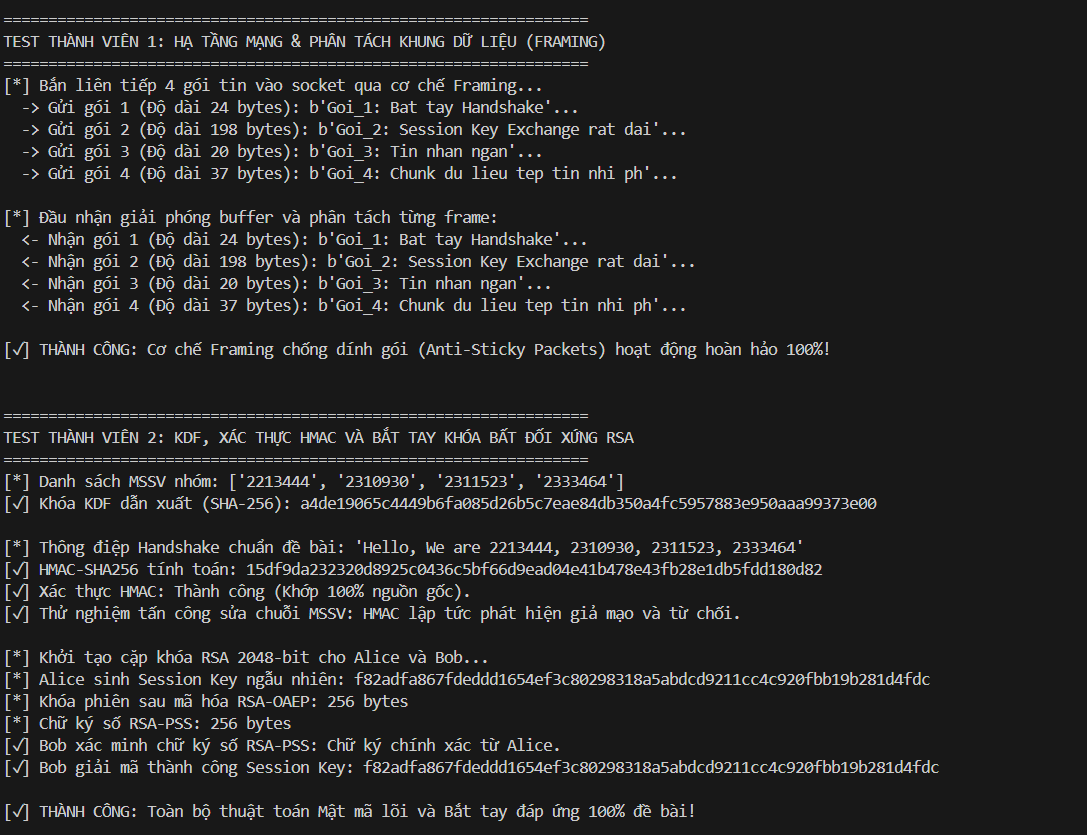 =================================================================
TEST THÀNH VIÊN 1: HẠ TẦNG MẠNG & PHÂN TÁCH KHUNG DỮ LIỆU (FRAMING)
=================================================================
[*] Bắn liên tiếp 4 gói tin vào socket qua cơ chế Framing...
  -> Gửi gói 1 (Độ dài 24 bytes): b'Goi_1: Bat tay Handshake'...
  -> Gửi gói 2 (Độ dài 198 bytes): b'Goi_2: Session Key Exchange rat dai'...
  -> Gửi gói 3 (Độ dài 20 bytes): b'Goi_3: Tin nhan ngan'...
  -> Gửi gói 4 (Độ dài 37 bytes): b'Goi_4: Chunk du lieu tep tin nhi ph'...
[*] Đầu nhận giải phóng buffer và phân tách từng frame:
  <- Nhận gói 1 (Độ dài 24 bytes): b'Goi_1: Bat tay Handshake'...
  <- Nhận gói 2 (Độ dài 198 bytes): b'Goi_2: Session Key Exchange rat dai'...
  <- Nhận gói 3 (Độ dài 20 bytes): b'Goi_3: Tin nhan ngan'...
  <- Nhận gói 4 (Độ dài 37 bytes): b'Goi_4: Chunk du lieu tep tin nhi ph'...
[√] THÀNH CÔNG: Cơ chế Framing chống dính gói (Anti-Sticky Packets) hoạt động hoàn hảo 100%!
=================================================================
TEST THÀNH VIÊN 2: KDF, XÁC THỰC HMAC VÀ BẮT TAY KHÓA BẤT ĐỐI XỨNG RSA
=================================================================
[*] Danh sách MSSV nhóm: ['2213444', '2310930', '2311523', '2333464']
[√] Khóa KDF dẫn xuất (SHA-256): a4de19065c4449b6fa085d26b5c7eae84db350a4fc5957883e950aaa99373e00
[*] Thông điệp Handshake chuẩn đề bài: 'Hello, We are 2213444, 2310930, 2311523, 2333464'
[√] HMAC-SHA256 tính toán: 15df9da232320d8925c0436c5bf66d9ead04e41b478e43fb28e1db5fdd180d82
[√] Xác thực HMAC: Thành công (Khớp 100% nguồn gốc).
[√] Thử nghiệm tấn công sửa chuỗi MSSV: HMAC lập tức phát hiện giả mạo và từ chối.
[*] Khởi tạo cặp khóa RSA 2048-bit cho Alice và Bob...
[*] Alice sinh Session Key ngẫu nhiên: f82adfa867fdeddd1654ef3c80298318a5abdcd9211cc4c920fbb19b281d4fdc
[*] Khóa phiên sau mã hóa RSA-OAEP: 256 bytes
[*] Chữ ký số RSA-PSS: 256 bytes
[√] Bob xác minh chữ ký số RSA-PSS: Chữ ký chính xác từ Alice.
[√] Bob giải mã thành công Session Key: f82adfa867fdeddd1654ef3c80298318a5abdcd9211cc4c920fbb19b281d4fdc
[√] THÀNH CÔNG: Toàn bộ thuật toán Mật mã lõi và Bắt tay đáp ứng 100% đề bài!